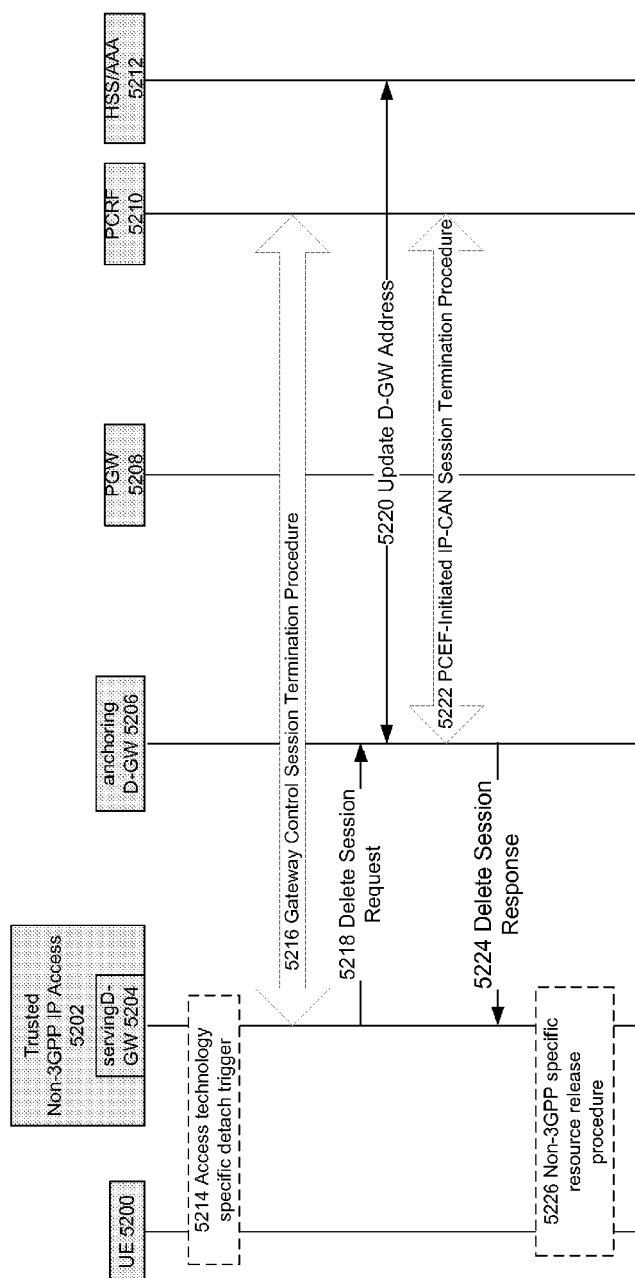 UE 5200
Trusted
Non-3GPP IP Access
5202
servingD-
GW 5204
anchoring
D-GW 5206
PGW
5208
PCRF
5210
HSS/AAA
5212
5214 Access technology
specific detach trigger
5216 Gateway Control Session Termination Procedure
5218 Delete Session
Request
5220 Update D-GW Address
5222 PCEF-Initiated IP-CAN Session Termination Procedure
5224 Delete Session
Response
5226 Non-3GPP specific
resource release
procedure